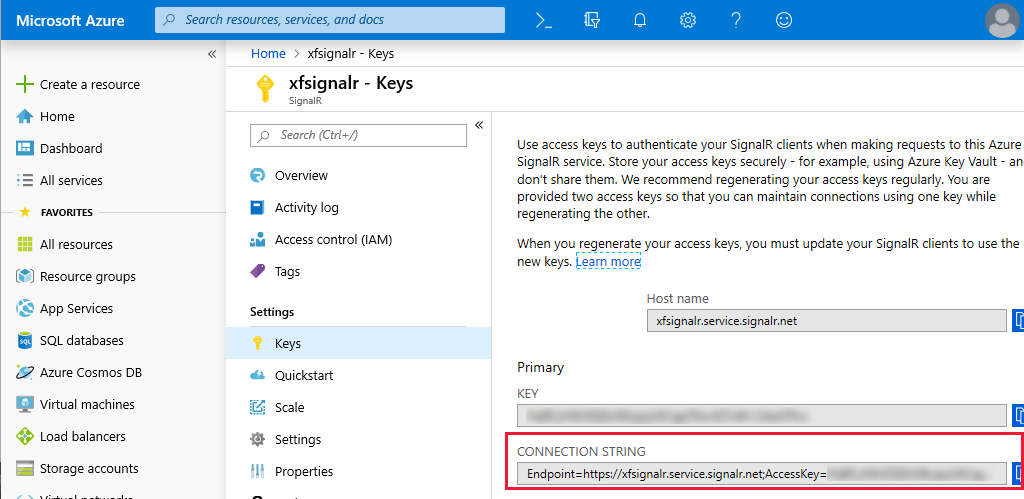 Microsoft Azure
Search resources, services, and docs
Create a resource
Home
Dashboard
All services
FAVORITES
All resources
Resource groups
App Services
SQL databases
Azure Cosmos DB
Virtual machines
Load balancers
Storage accounts
Virtual networks
Home > xfsignalr - Keys
xfsignalr - Keys
SignalR
Search (Ctrl+/)
Overview
Activity log
Access control (IAM)
Tags
Settings
Keys
Quickstart
Scale
Settings
Properties
Use access keys to authenticate your SignalR clients when making requests to this Azure
SignalR service. Store your access keys securely - for example, using Azure Key Vault - an
don't share them. We recommend regenerating your access keys regularly. You are
provided two access keys so that you can maintain connections using one key while
regenerating the other.
When you regenerate your access keys, you must update your SignalR clients to use the
new keys. Learn more
Host name
xfsignalr.service.signalr.net
Primary
KEY
CONNECTION STRING
Endpoint=https://xfsignalr.service.signalr.net;AccessKey=